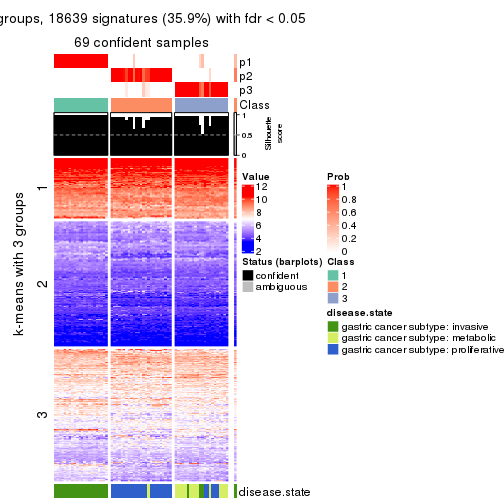 groups, 18639 signatures (35.9%) with fdr < 0.05
69 confident samples
p1
p2
p3
Class
1
0.5
0
Silhouette
score
k-means with 3 groups
1
2
3
disease.state
Value
12
10
8
6
4
2
Prob
1
0.8
0.6
0.4
0.2
0
Status (barplots)
confident
ambiguous
Class
1
2
3
disease.state
gastric cancer subtype: invasive
gastric cancer subtype: metabolic
gastric cancer subtype: proliferative